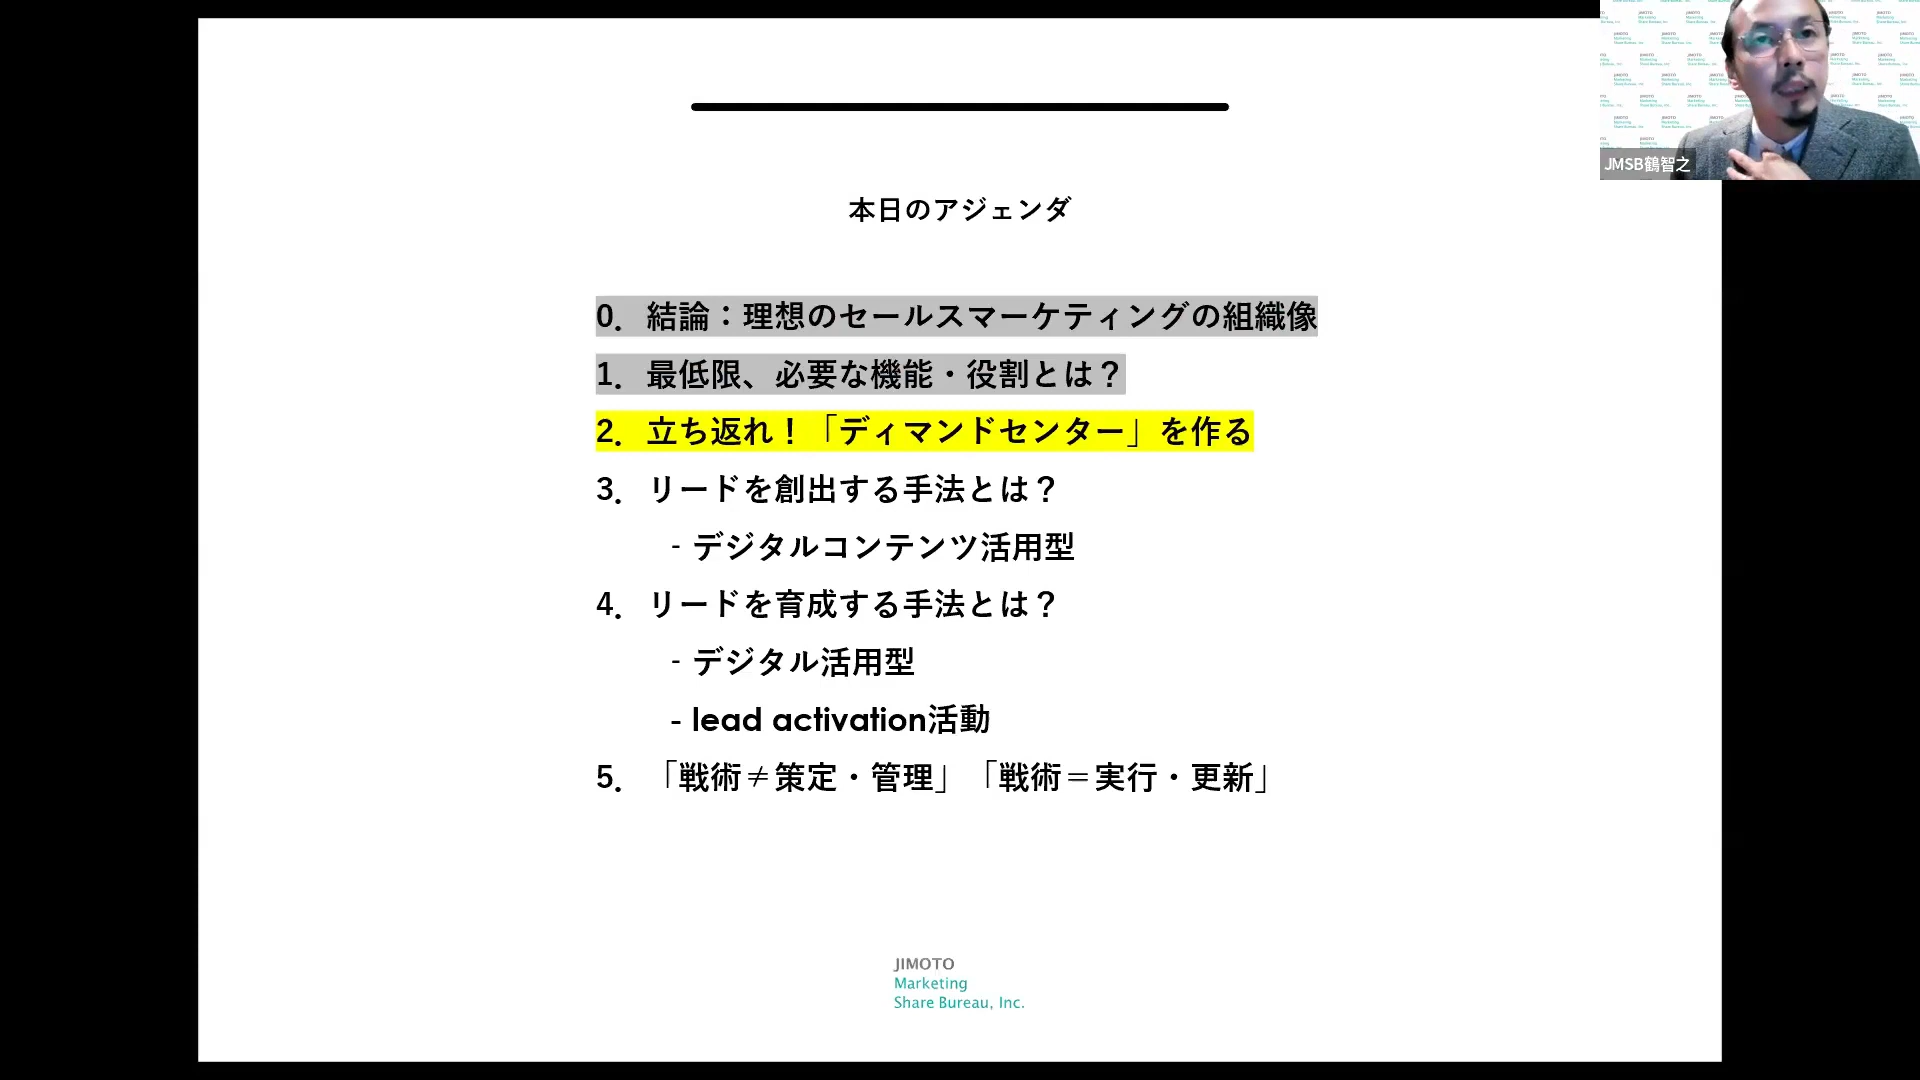 本日のアジェンダ
0. 結論：理想のセールスマーケティングの組織像
1. 最低限、必要な機能・役割とは？
2. 立ち返れ！「ディマンドセンター」を作る
3. リードを創出する手法とは？
- デジタルコンテンツ活用型
4. リードを育成する手法とは？
- デジタル活用型
- lead activation活動
5. 「戦術≠策定・管理」「戦術＝実行・更新」
JIMOTO
Marketing
Share Bureau, Inc.
JMSB鶴智之